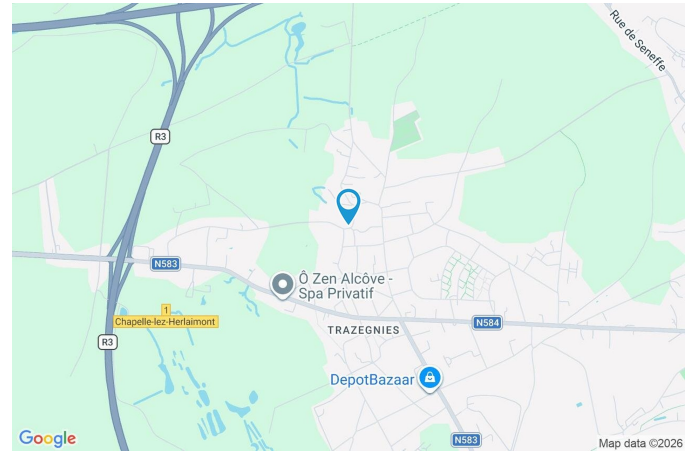 Rue de Seneffe
R3
N583
Ô Zen Alcôve -
Spa Privatif
1
Chapelle-lez-Herlaimont
TRAZEGNIES
N584
R3
DepotBazaar
N583
Google
Map data ©2026